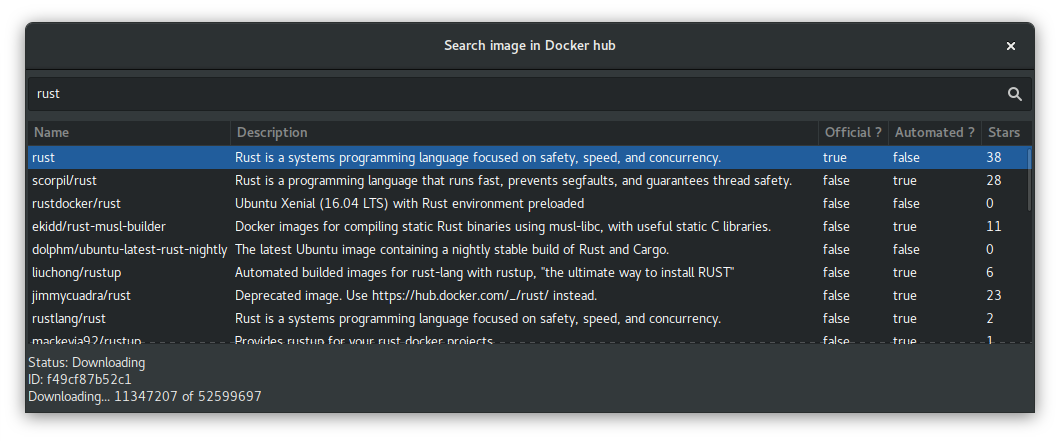 Search image in Docker hub
rust
Name Description Official ? Automated ? Stars
rust Rust is a systems programming language focused on safety, speed, and concurrency. true false 38
scorpil/rust Rust is a programming language that runs fast, prevents segfaults, and guarantees thread safety. false true 28
rustdocker/rust Ubuntu Xenial (16.04 LTS) with Rust environment preloaded false false 0
ekidd/rust-musl-builder Docker images for compiling static Rust binaries using musl-libc, with useful static C libraries. false true 11
dolphm/ubuntu-latest-rust-nightly The latest Ubuntu image containing a nightly stable build of Rust and Cargo. false false 0
liuchong/rustup Automated builded images for rust-lang with rustup, "the ultimate way to install RUST" false true 6
jimmycuadra/rust Deprecated image. Use https://hub.docker.com/_/rust/ instead. false true 23
rustlang/rust Rust is a systems programming language focused on safety, speed, and concurrency. false true 2
mackeyja92/rustup Provides rustup for your rust docker projects false true 1
Status: Downloading
ID: f49cf87b52c1
Downloading... 11347207 of 52599697